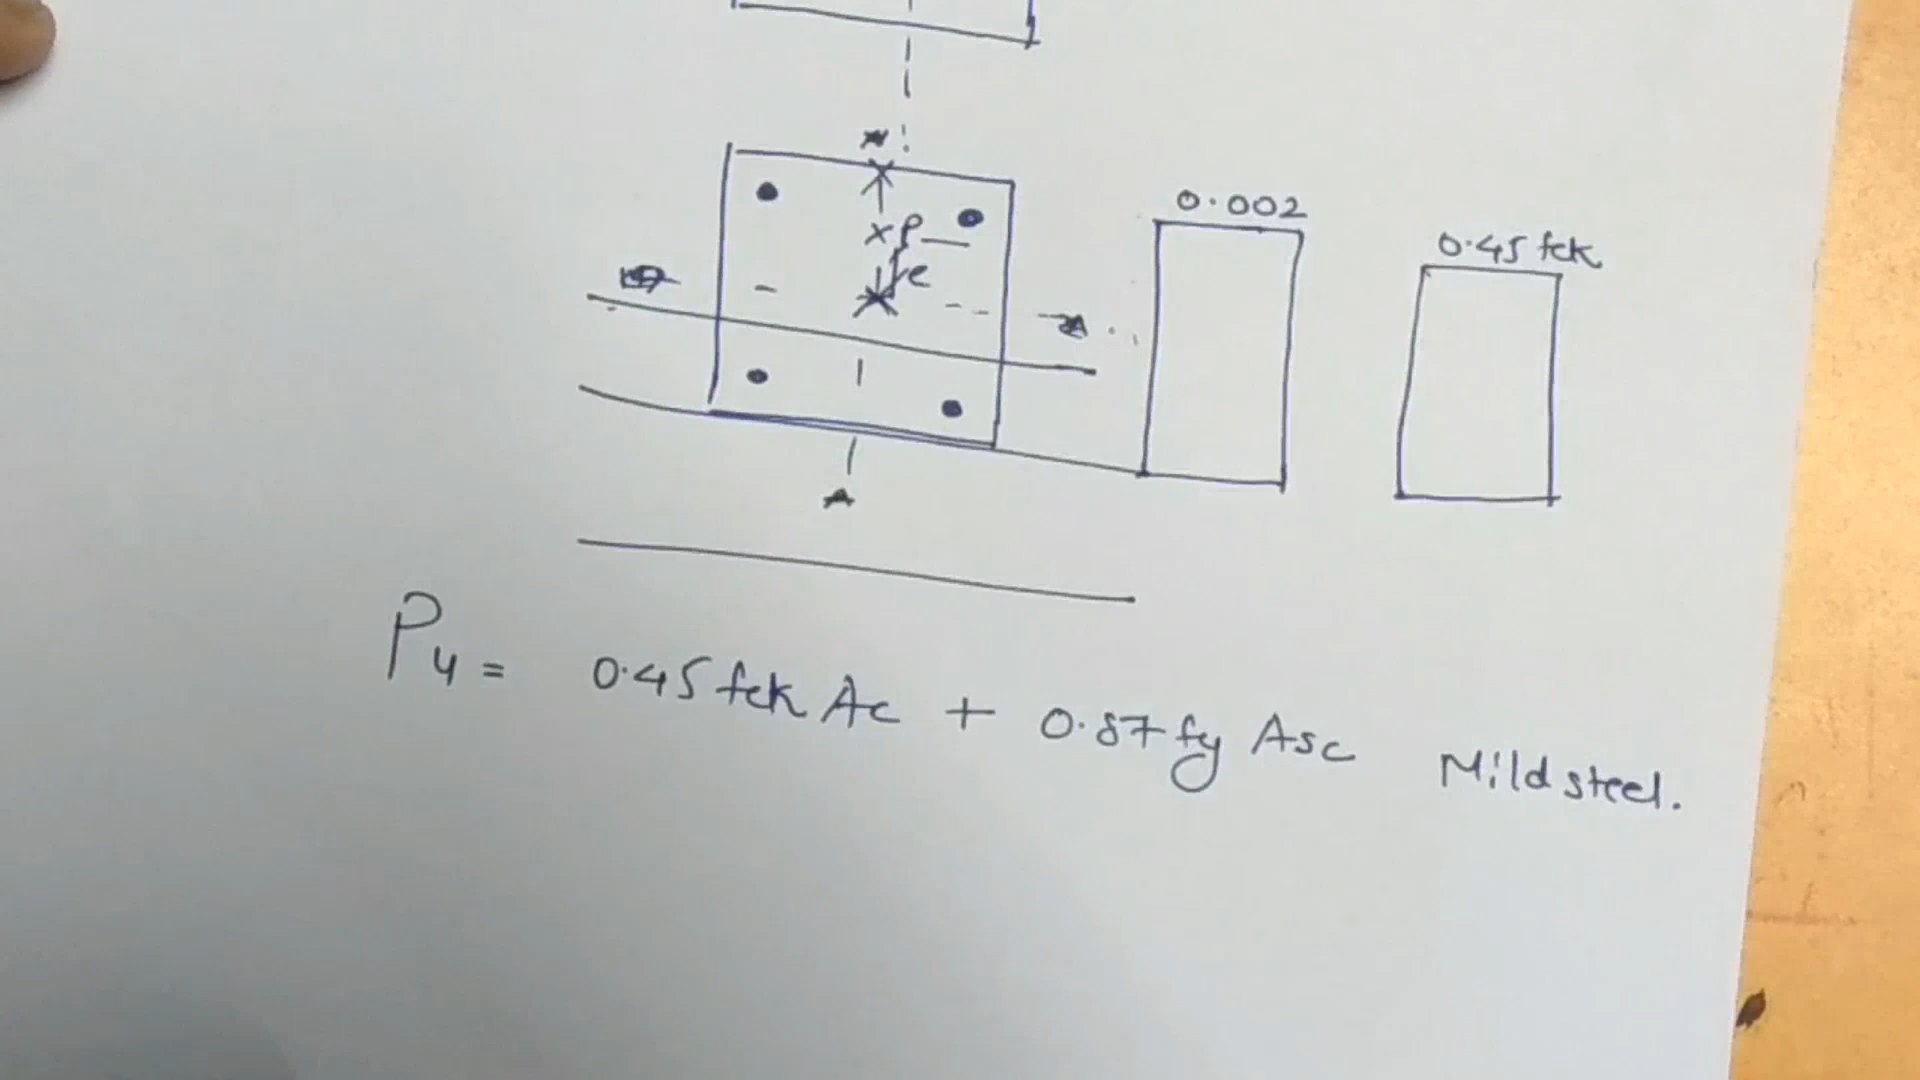 0.002
0.45 fck
P
e
A
Pu = 0.45 fck Ac + 0.87 fy Asc Mild steel.